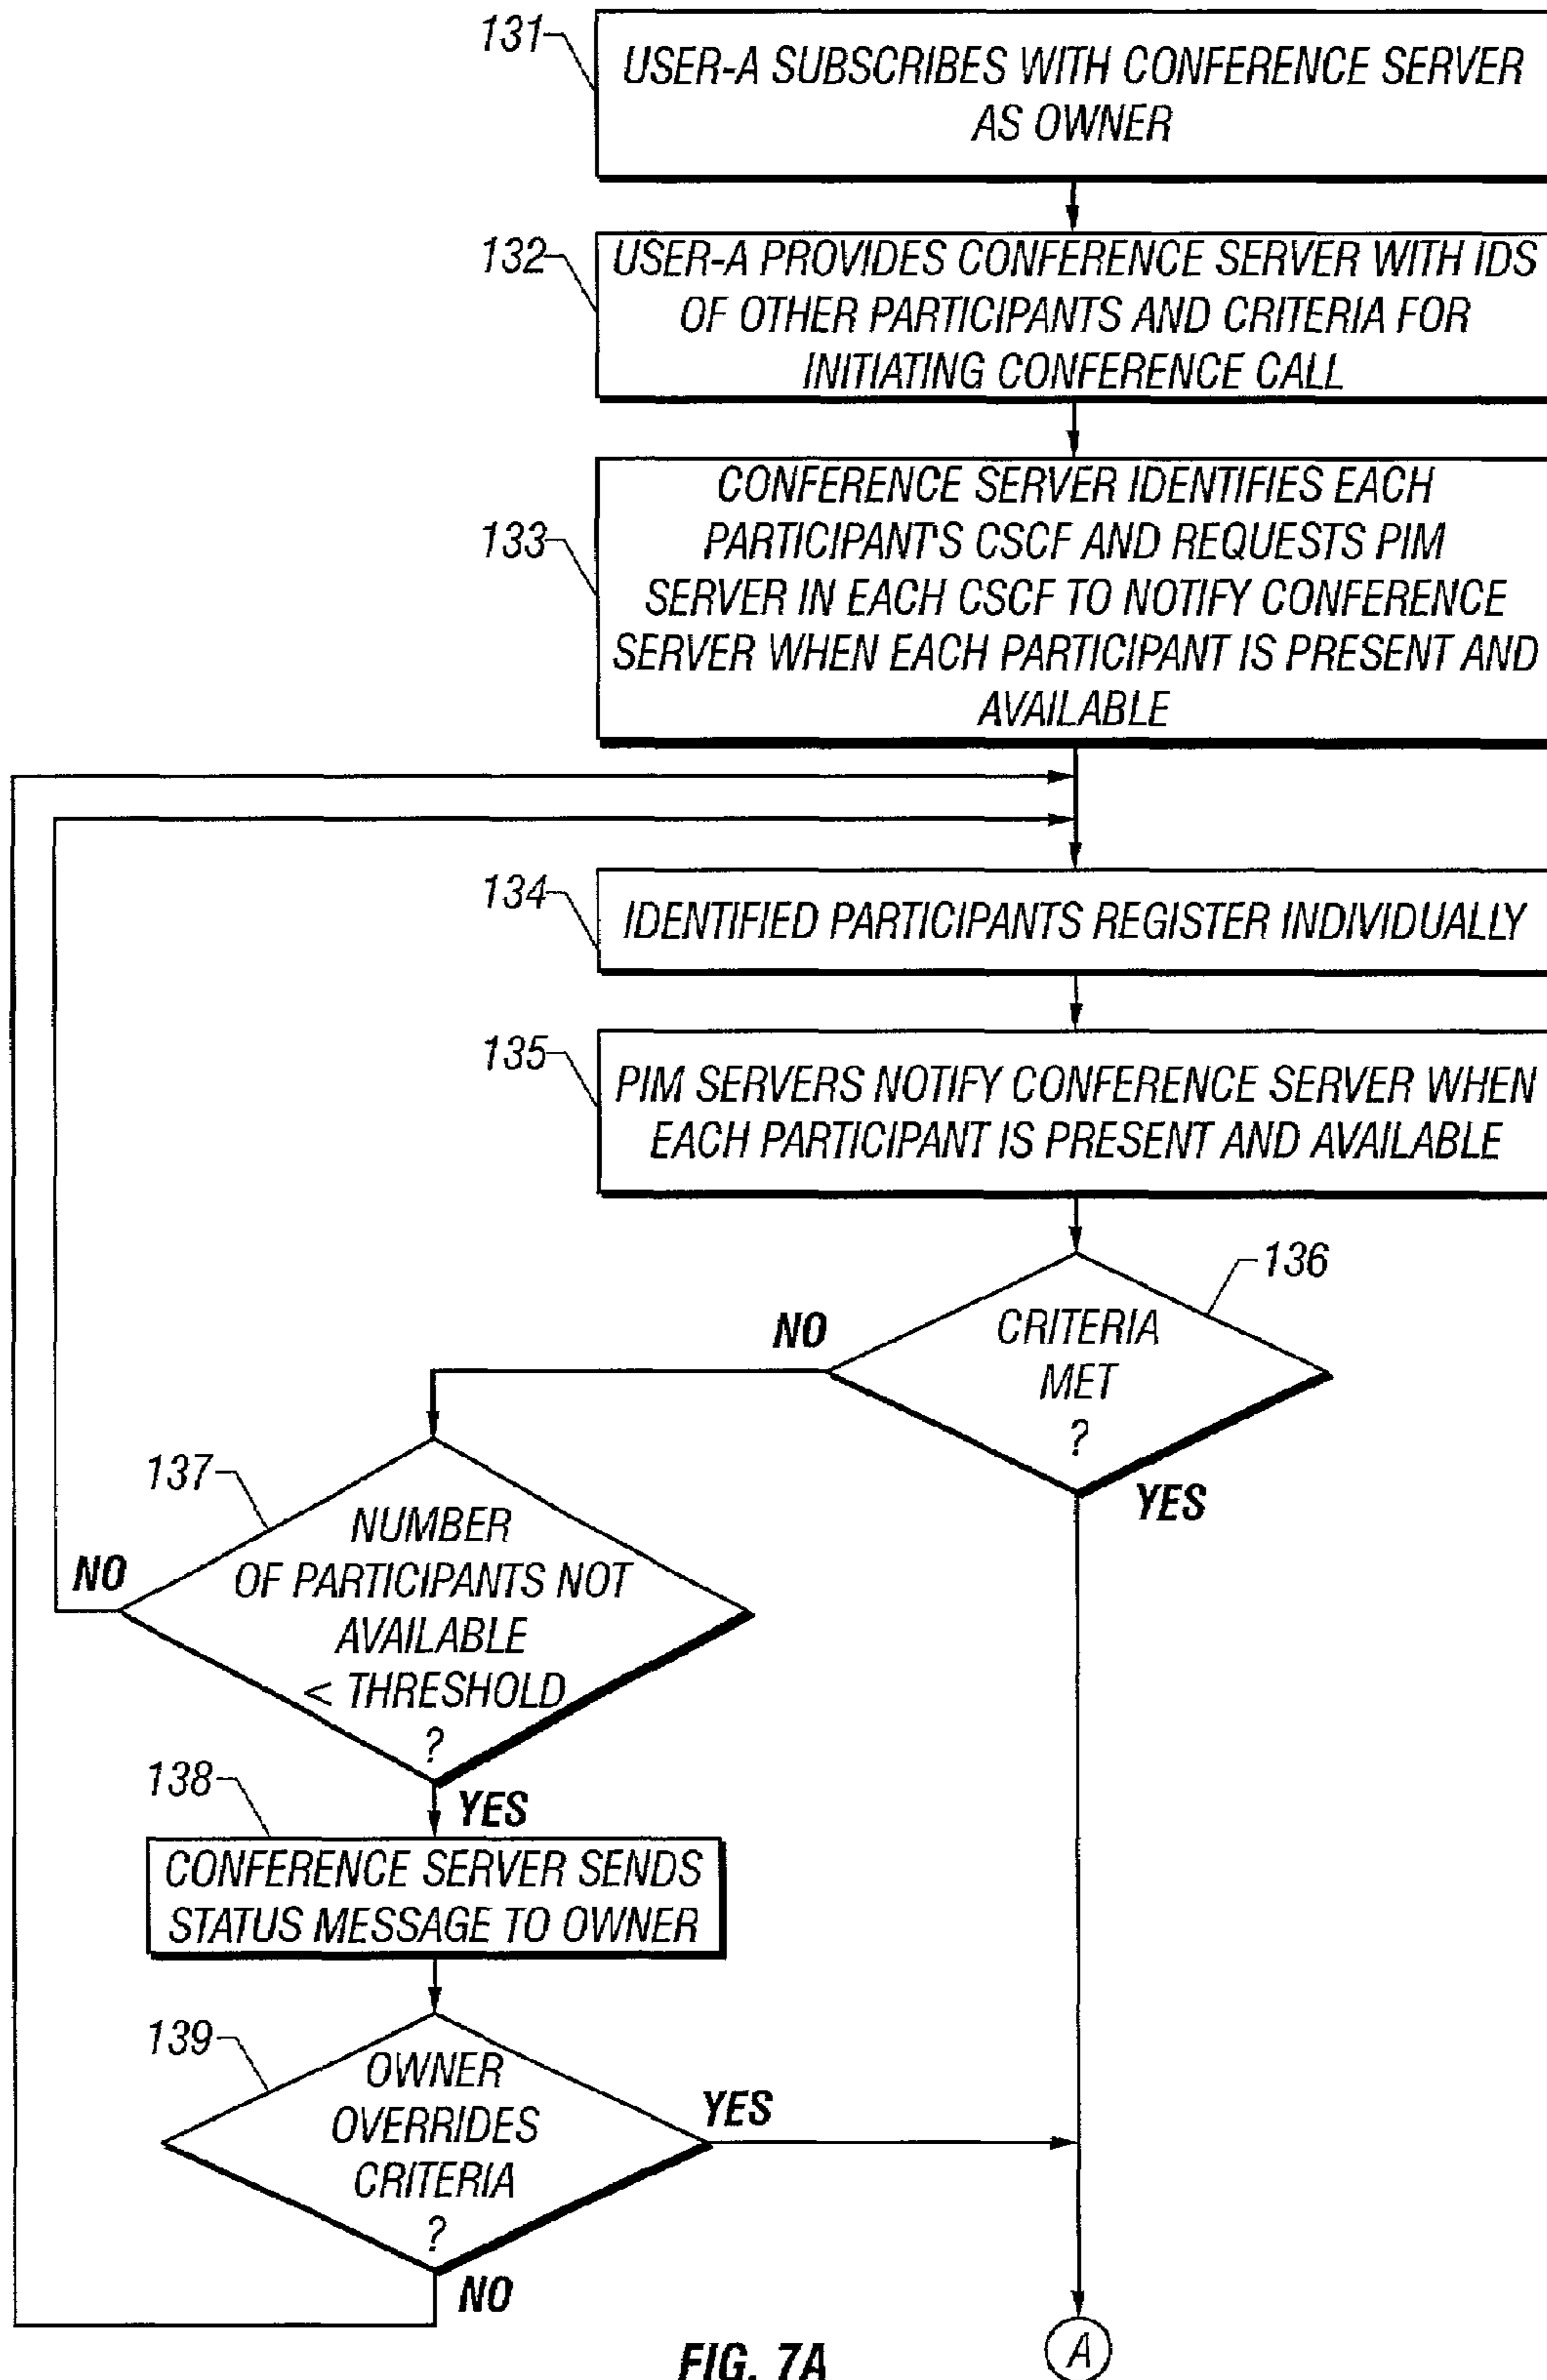 131
USER-A SUBSCRIBES WITH CONFERENCE SERVER
AS OWNER
132
USER-A PROVIDES CONFERENCE SERVER WITH IDS
OF OTHER PARTICIPANTS AND CRITERIA FOR
INITIATING CONFERENCE CALL
133
CONFERENCE SERVER IDENTIFIES EACH
PARTICIPANT'S CSCF AND REQUESTS PIM
SERVER IN EACH CSCF TO NOTIFY CONFERENCE
SERVER WHEN EACH PARTICIPANT IS PRESENT AND
AVAILABLE
134
IDENTIFIED PARTICIPANTS REGISTER INDIVIDUALLY
135
PIM SERVERS NOTIFY CONFERENCE SERVER WHEN
EACH PARTICIPANT IS PRESENT AND AVAILABLE
136
CRITERIA
MET
?
NO
YES
137
NUMBER
OF PARTICIPANTS NOT
AVAILABLE
< THRESHOLD
?
NO
YES
138
CONFERENCE SERVER SENDS
STATUS MESSAGE TO OWNER
139
OWNER
OVERRIDES
CRITERIA
?
YES
NO
A
FIG. 7A